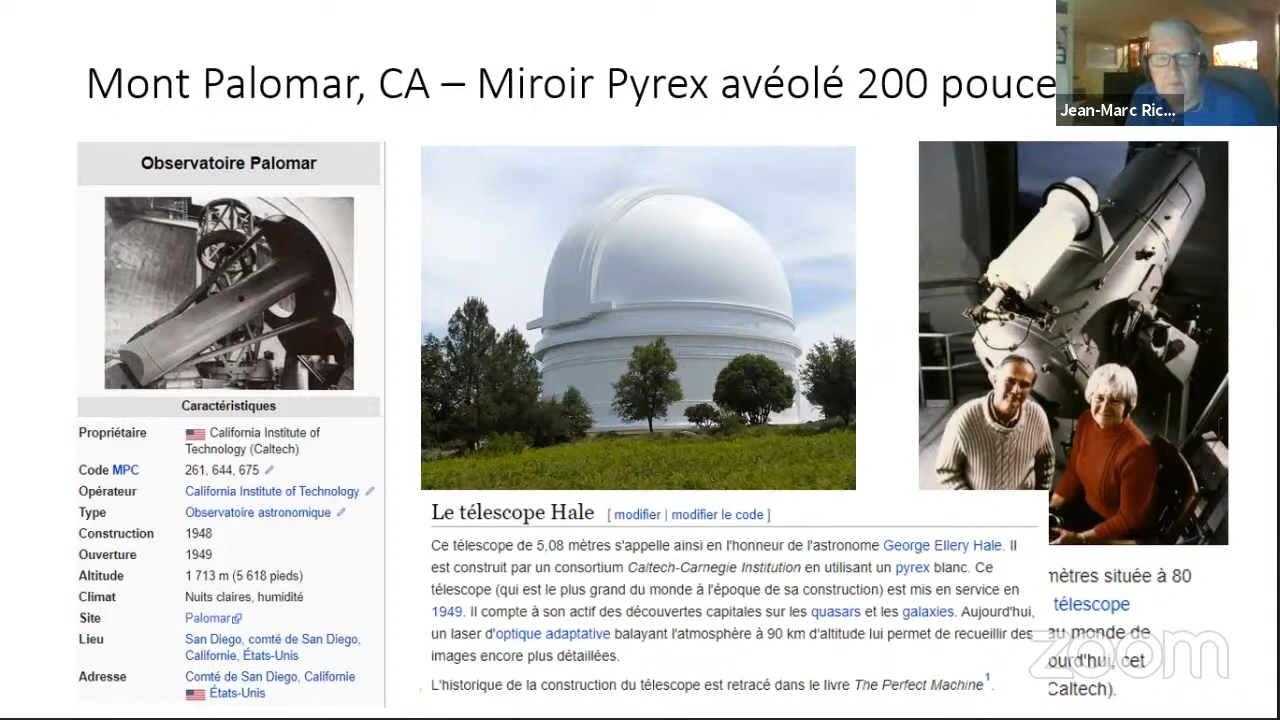 Mont Palomar, CA – Miroir Pyrex avéolé 200 pouce
Jean-Marc Ric...
Observatoire Palomar
Caractéristiques
Propriétaire California Institute of
Technology (Caltech)
Code MPC 261, 644, 675
Opérateur California Institute of Technology
Type Observatoire astronomique
Construction 1948
Ouverture 1949
Altitude 1 713 m (5 618 pieds)
Climat Nuits claires, humidité
Site Palomar
Lieu San Diego, comté de San Diego,
Californie, États-Unis
Adresse Comté de San Diego, Californie
États-Unis
Le télescope Hale [ modifier | modifier le code ]
Ce télescope de 5,08 mètres s'appelle ainsi en l'honneur de l'astronome George Ellery Hale. Il
est construit par un consortium Caltech-Carnegie Institution en utilisant un pyrex blanc. Ce
télescope (qui est le plus grand du monde à l'époque de sa construction) est mis en service en
1949. Il compte à son actif des découvertes capitales sur les quasars et les galaxies. Aujourd'hui,
un laser d'optique adaptative balayant l'atmosphère à 90 km d'altitude lui permet de recueillir des
images encore plus détaillées.
L'historique de la construction du télescope est retracé dans le livre The Perfect Machine1.
mètres située à 80
télescope
au monde de
ourd'hui, cet
Caltech).
zoom